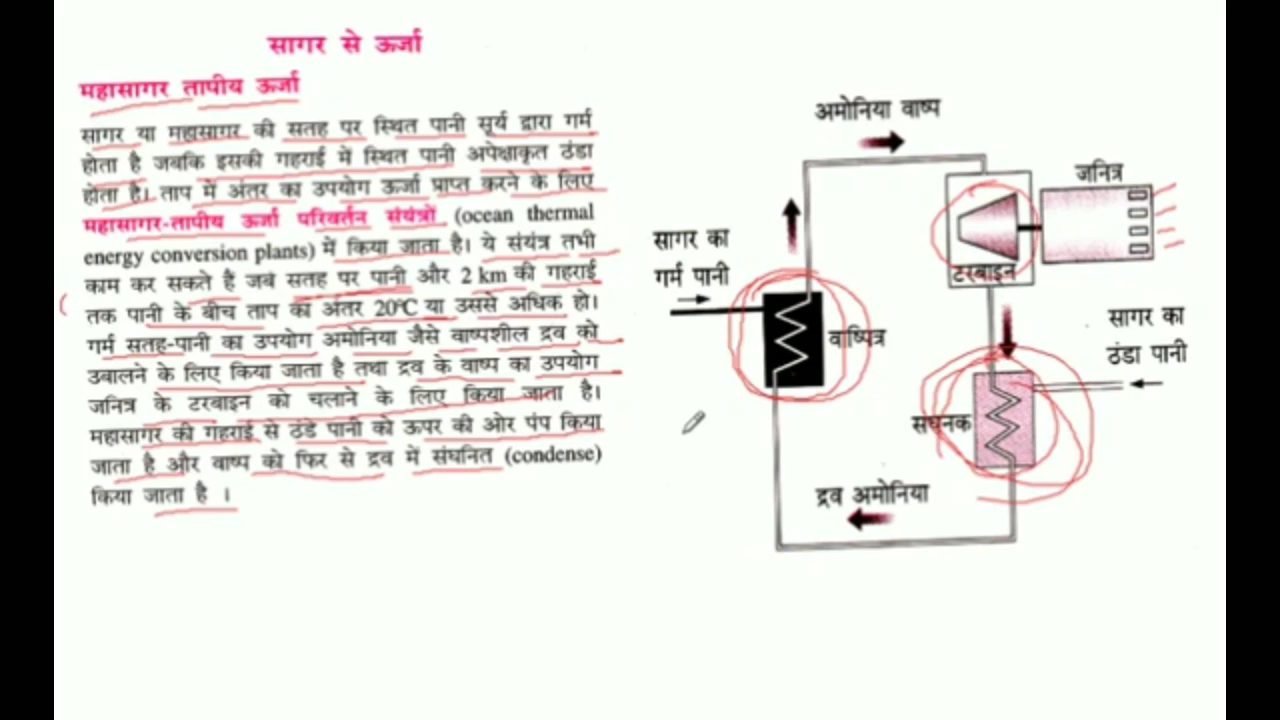 सागर से ऊर्जा
महासागर तापीय ऊर्जा
सागर या महासागर की सतह पर स्थित पानी सूर्य द्वारा गर्म
होता है जबकि इसकी गहराई में स्थित पानी अपेक्षाकृत ठंडा
होता है। ताप में अंतर का उपयोग ऊर्जा प्राप्त करने के लिए
महासागर-तापीय ऊर्जा परिवर्तन संयंत्रों (ocean thermal
energy conversion plants) में किया जाता है। ये संयंत्र तभी
काम कर सकते है जब सतह पर पानी और 2 km की गहराई
तक पानी के बीच ताप का अंतर 20°C या उससे अधिक हो।
गर्म सतह-पानी का उपयोग अमोनिया जैसे वाष्पशील द्रव को
उबालने के लिए किया जाता है तथा द्रव के वाष्प का उपयोग
जनित्र के टरबाइन को चलाने के लिए किया जाता है।
महासागर की गहराई से ठंडे पानी को ऊपर की ओर पंप किया
जाता है और वाष्प को फिर से द्रव में संघनित (condense)
किया जाता है ।
अमोनिया वाष्प
जनित्र
सागर का
गर्म पानी
टरबाइन
वाष्पित्र
सागर का
ठंडा पानी
संघनक
द्रव अमोनिया